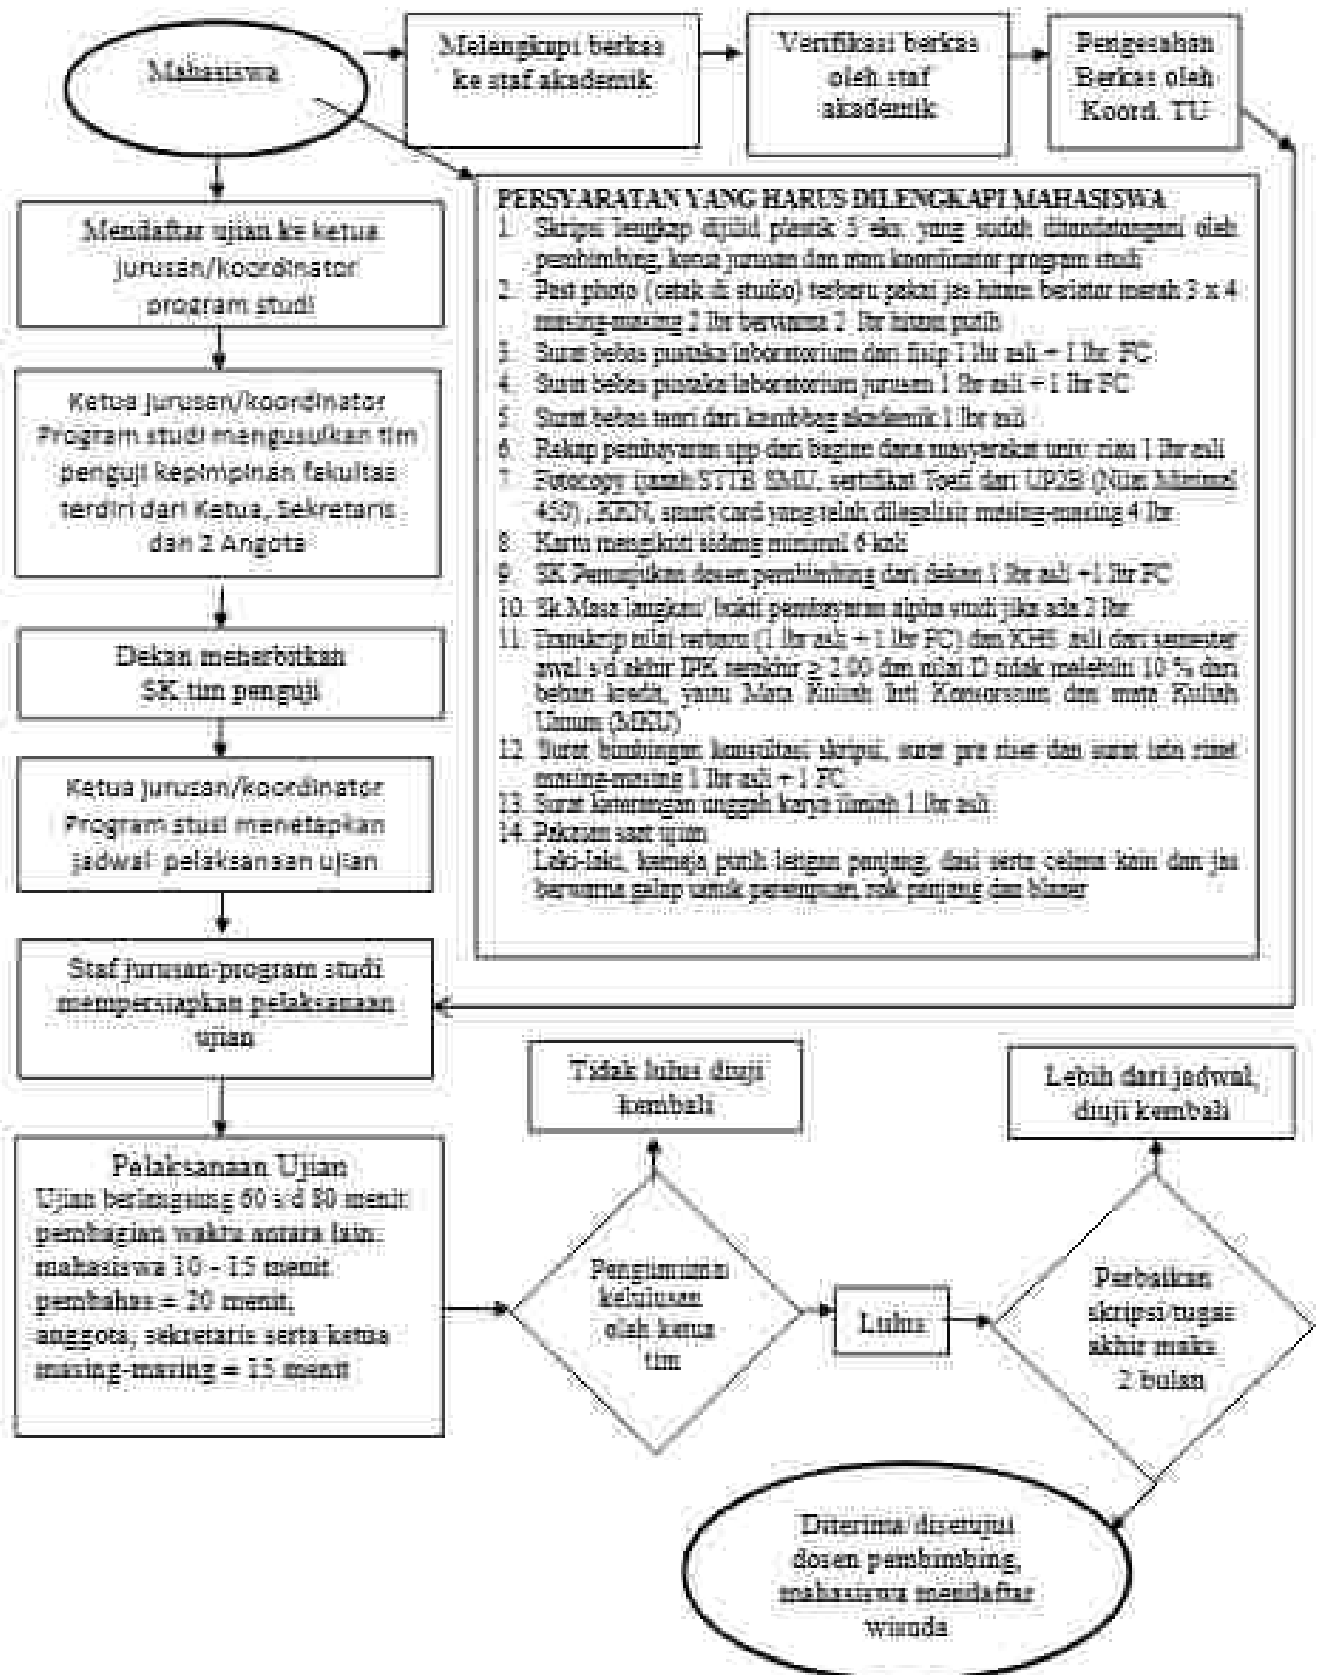 Mahasiswa
Melengkapi berkas
ke staf akademik
Verifikasi berkas
oleh staf
akademik
Pengesahan
Berkas oleh
Koord. TU
Mendaftar ujian ke ketua
jurusan/koordinator
program studi
Ketua jurusan/koordinator
Program studi mengusulkan tim
penguji kepimpinan fakultas
terdiri dari Ketua, Sekretaris
dan 2 Angota
Dekan menerbitkan
SK tim penguji
Ketua jurusan/koordinator
Program studi menetapkan
jadwal pelaksanaan ujian
Staf jurusan/program studi
mempersiapkan pelaksanaan
ujian
Pelaksanaan Ujian
Ujian berlangsung 60 s/d 80 menit
pembagian waktu antara lain:
mahasiswa 10 - 15 menit
pembahas = 20 menit,
anggota, sekretaris serta ketua
masing-masing = 15 menit
PERSYARATAN YANG HARUS DILENGKAPI MAHASISWA
1. Skripsi lengkap dijilid plastik 5 eks. yang sudah ditandatangani oleh
pembimbing, ketua jurusan dan atau koordinator program studi
2. Past photo (cetak di studio) terbaru pakai jas hitam berlatar merah 3 x 4
masing-masing 2 lbr berwarna 2 lbr hitam putih
3. Surat bebas pustaka laboratorium dari fisip 1 lbr asli + 1 lbr FC
4. Surat bebas pustaka laboratorium jurusan 1 lbr asli + 1 lbr FC
5. Surat bebas teori dari kasubbag akademik 1 lbr asli
6. Rekap pembayaran spp dari bagian dana masyarakat univ. riau 1 lbr asli
7. Fotocopy ijazah STTB SMU, sertifikat Toefl dari UP2B (Nilai Minimal
450), KKN, smart card yang telah dilegalisir masing-masing 4 lbr
8. Kartu mengikuti sidang minimal 6 kali
9. SK Penunjukan dosen pembimbing dari dekan 1 lbr asli +1 lbr FC
10. Sk Masa langkau/ bukti pembayaran alpha studi jika ada 2 lbr
11. Transkrip nilai terbaru (1 lbr asli + 1 lbr FC) dan KHS asli dari semester
awal s/d akhir IPK terakhir ≥ 2.00 dan nilai D tidak melebihi 10 % dari
beban kredit, yaitu Mata Kuliah Inti Konsorsium dan mata Kuliah
Umum (MKU)
12. Surat bimbingan konsultasi skripsi, surat pra riset dan surat izin riset
masing-masing 1 lbr asli + 1 FC
13. Surat keterangan unggah karya ilmiah 1 lbr asli
14. Pakaian saat ujian
Laki-laki, kemeja putih lengan panjang, dasi serta celana kain dan jas
berwarna gelap untuk perempuan, rok panjang dan blazer
Tidak lulus diuji
kembali
Lebih dari jadwal,
diuji kembali
Pengumuman
kelulusan
oleh ketua
tim
Lulus
Perbaikan
skripsi/tugas
akhir maks
2 bulan
Diterima/disetujui
dosen pembimbing,
mahasiswa mendaftar
wisuda